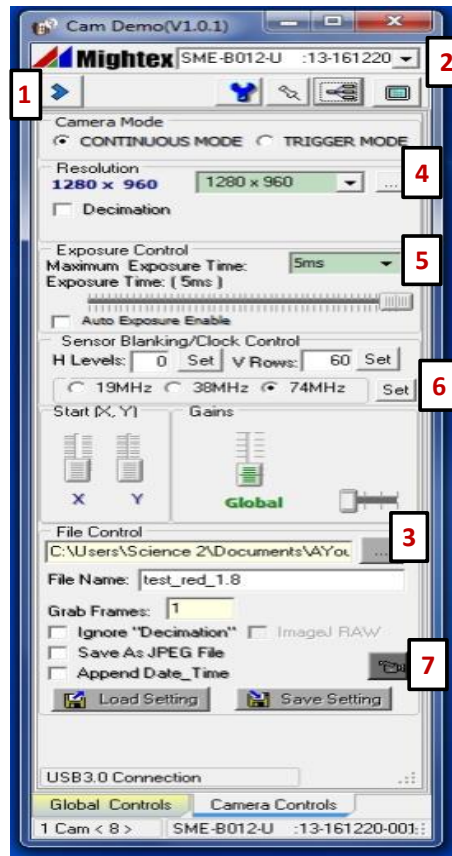 Cam Demo(V1.0.1)
Mightex SME-B012-U :13-161220 2
1
Camera Mode
CONTINUOUS MODE TRIGGER MODE
Resolution
1280 x 960 1280 x 960 ... 4
Decimation
Exposure Control
Maximum Exposure Time: 5ms 5
Exposure Time: ( 5ms )
Auto Exposure Enable
Sensor Blanking/Clock Control
H Levels: 0 Set V Rows: 60 Set
19MHz 38MHz 74MHz Set 6
Start (X, Y) Gains
X Y Global
File Control
C:\Users\Science 2\Documents\AYou ... 3
File Name: test_red_1.8
Grab Frames: 1
Ignore "Decimation" ImageJ RAW
Save As JPEG File
Append Date_Time 7
Load Setting Save Setting
USB3.0 Connection
Global Controls Camera Controls
1 Cam < 8 > SME-B012-U :13-161220-001